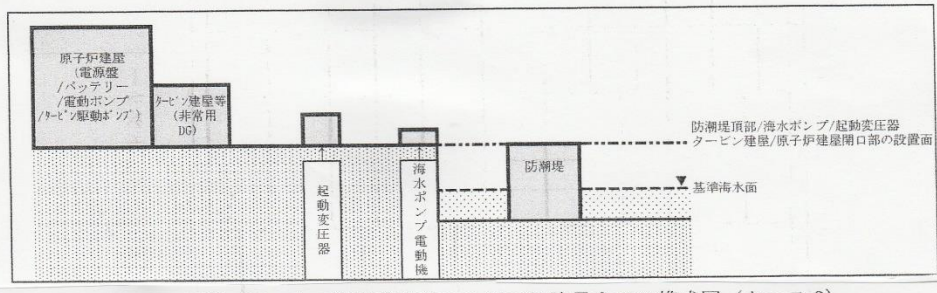 原子炉建屋
(電源盤
/バッテリー
/電動ポンプ
/タービン駆動ポンプ)
タービン建屋等
(非常用
DG)
起動変圧器
海水ポンプ電動機
防潮堤
防潮堤頂部/海水ポンプ/起動変圧器
タービン建屋/原子炉建屋開口部の設置面
基準海水面